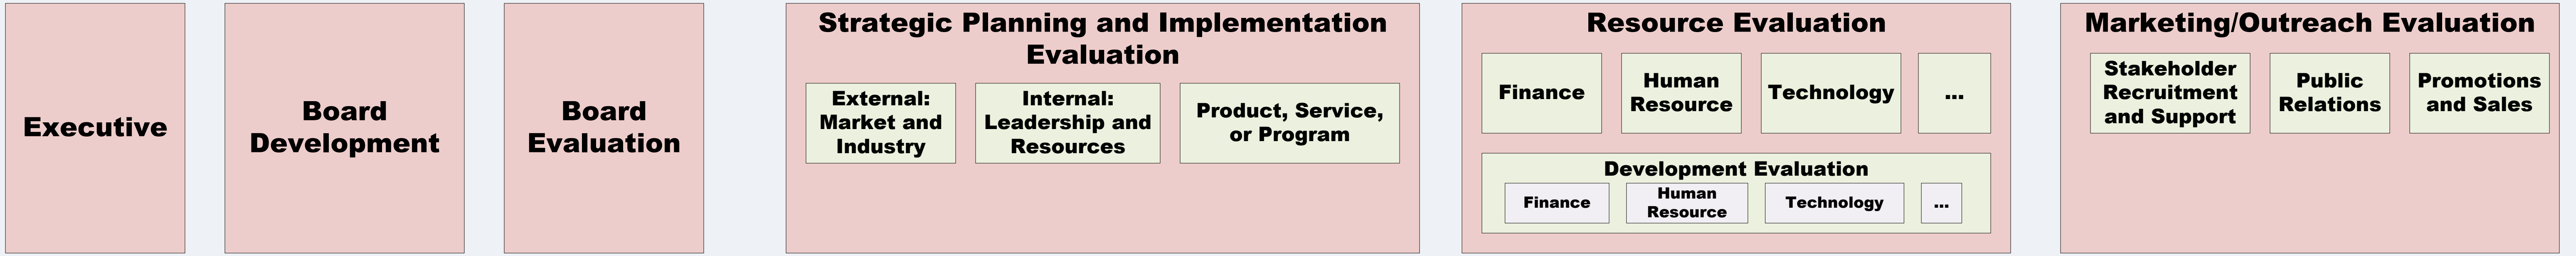 Executive
Board
Development
Board
Evaluation
Strategic Planning and Implementation
Evaluation
External:
Market and
Industry
Internal:
Leadership and
Resources
Product, Service,
or Program
Resource Evaluation
Finance
Human
Resource
Technology
...
Development Evaluation
Finance
Human
Resource
Technology
...
Marketing/Outreach Evaluation
Stakeholder
Recruitment
and Support
Public
Relations
Promotions
and Sales